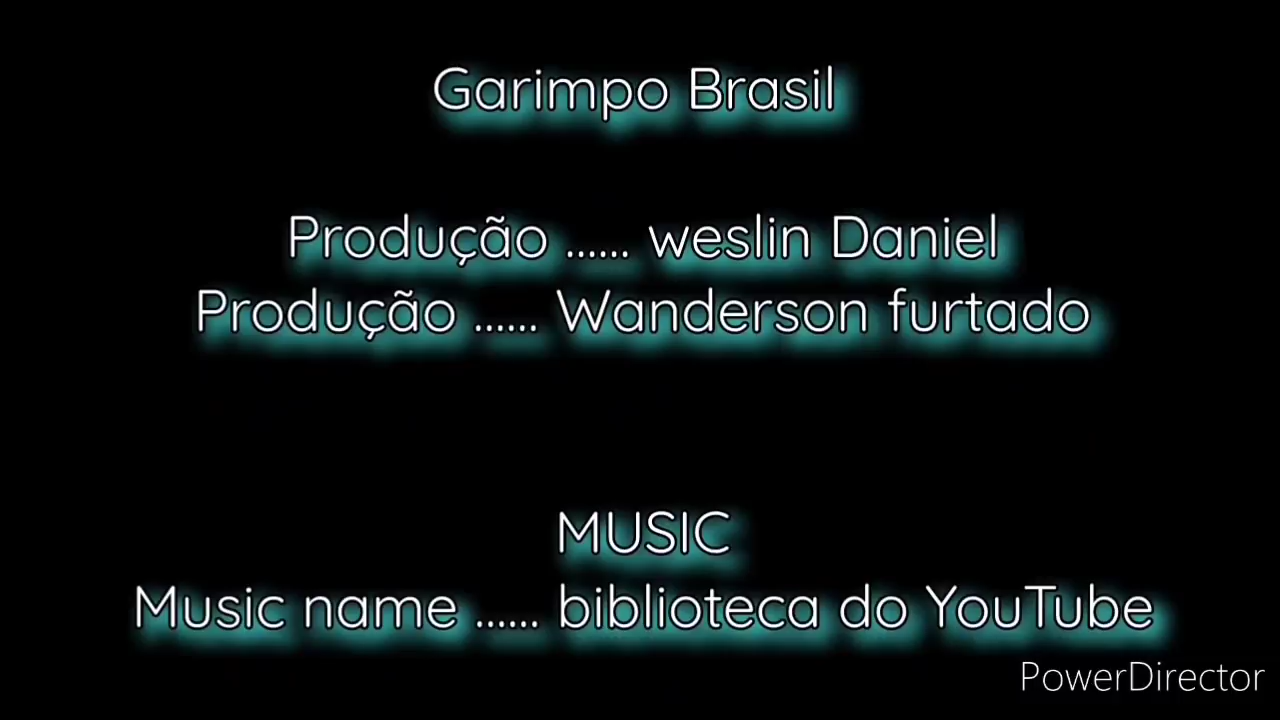 Garimpo Brasil
Produção ...... weslin Daniel
Produção ...... Wanderson furtado
MUSIC
Music name ...... biblioteca do YouTube
PowerDirector